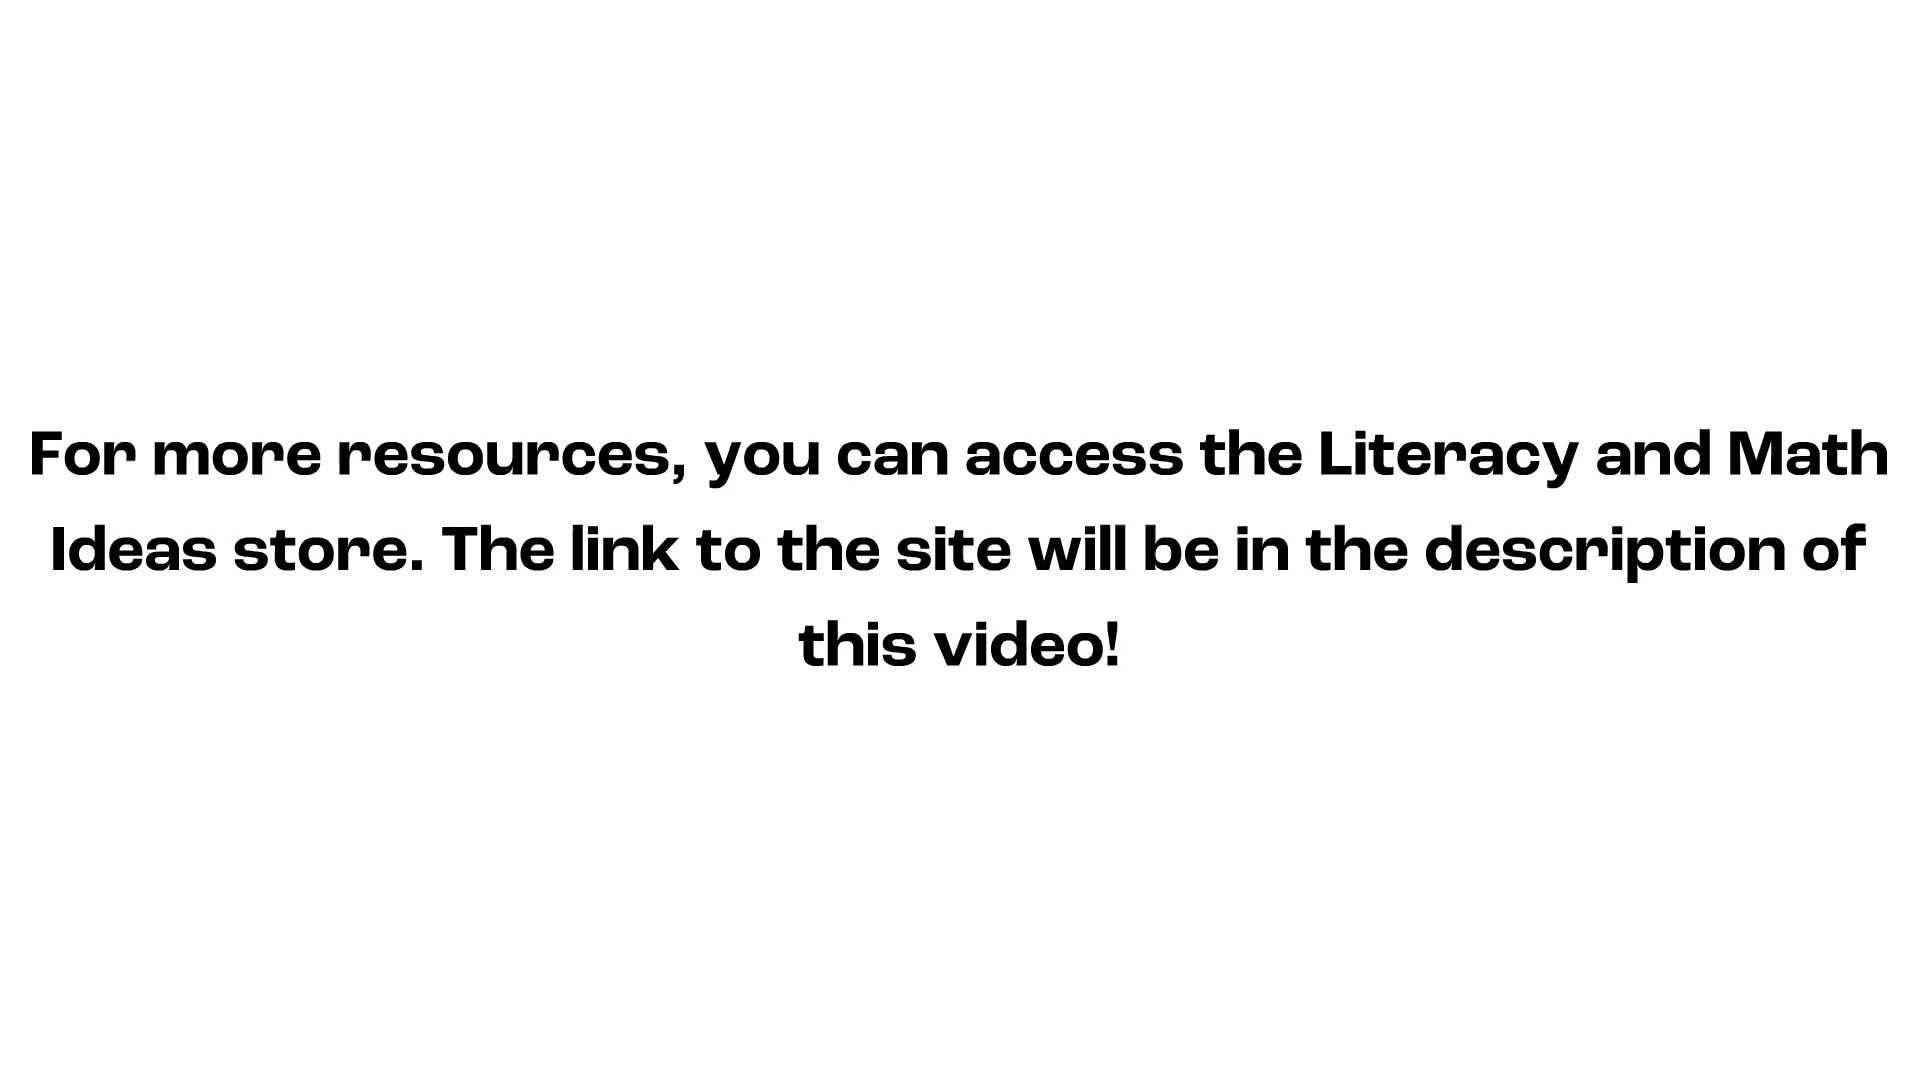 For more resources, you can access the Literacy and Math
Ideas store. The link to the site will be in the description of
this video!